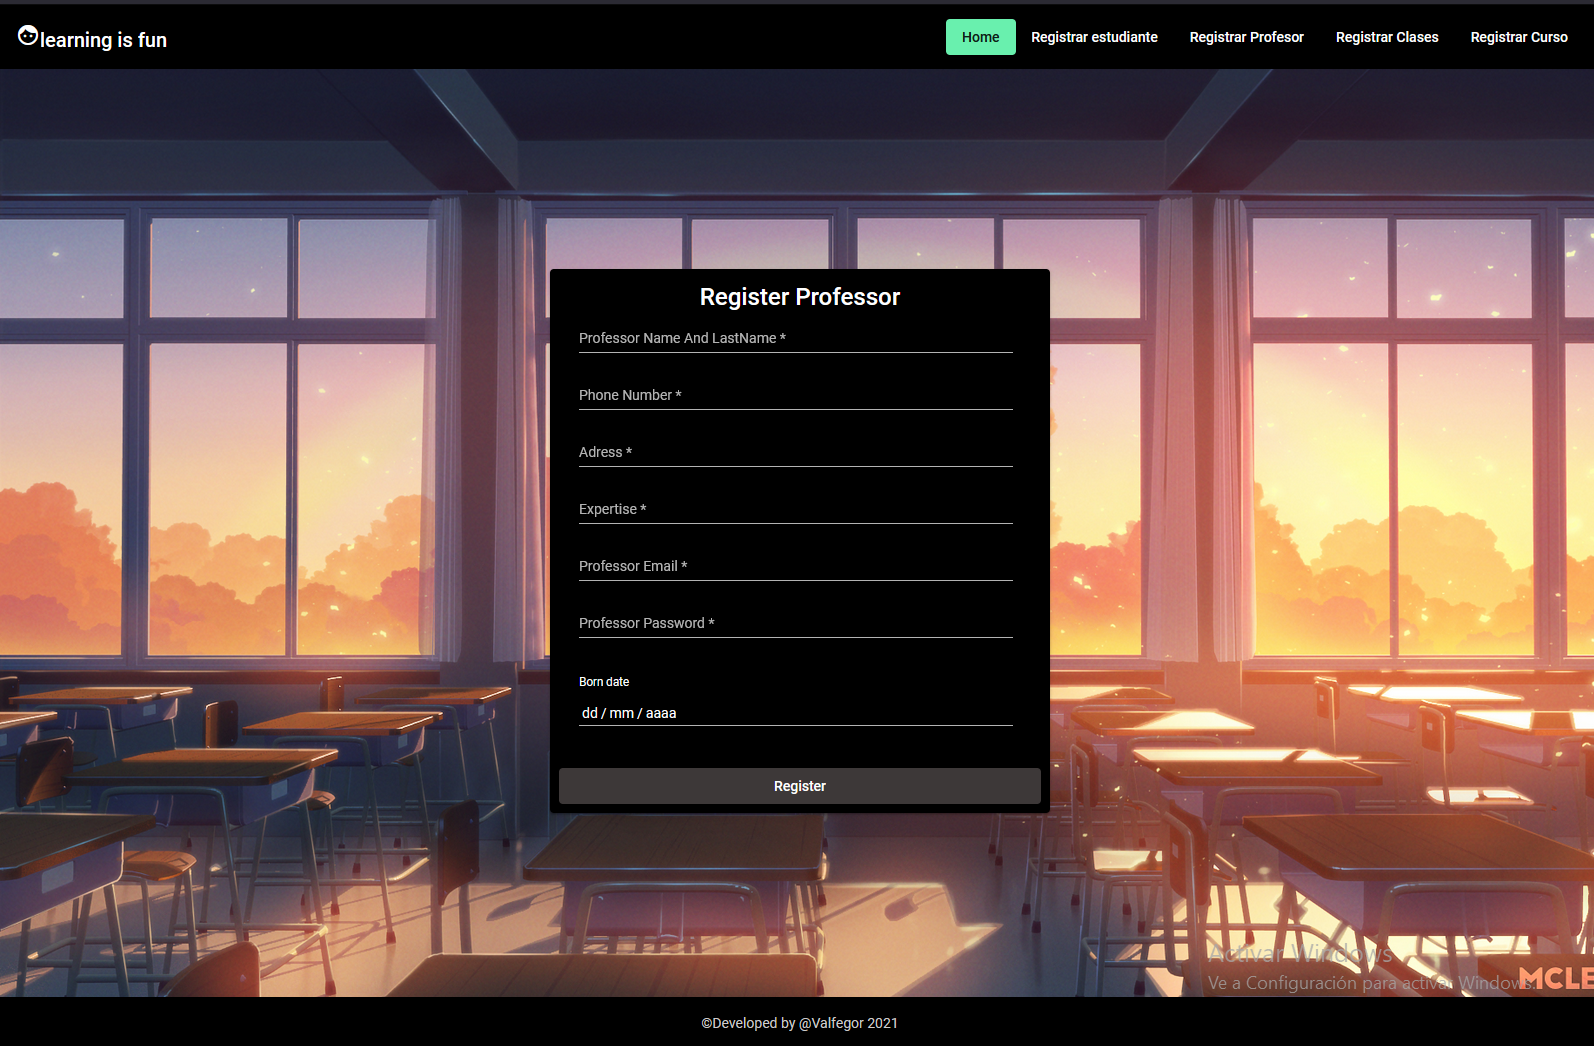 learning is fun
Home Registrar estudiante Registrar Profesor Registrar Clases Registrar Curso
Register Professor
Professor Name And LastName *
Phone Number *
Adress *
Expertise *
Professor Email *
Professor Password *
Born date
dd / mm / aaaa
Register
Activar Windows
Ve a Configuración para activar Windows.
MCLE
©Developed by @Valfegor 2021